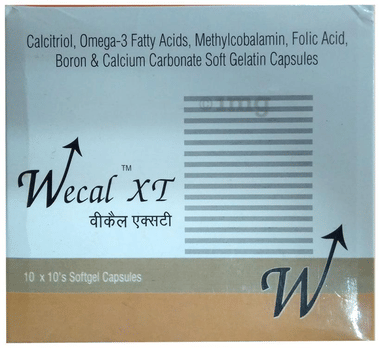 Calcitriol, Omega-3 Fatty Acids, Methylcobalamin, Folic Acid,
Boron & Calcium Carbonate Soft Gelatin Capsules
1mg
Wecal XT ™
वीकैल एक्सटी
10 x 10's Softgel Capsules
W